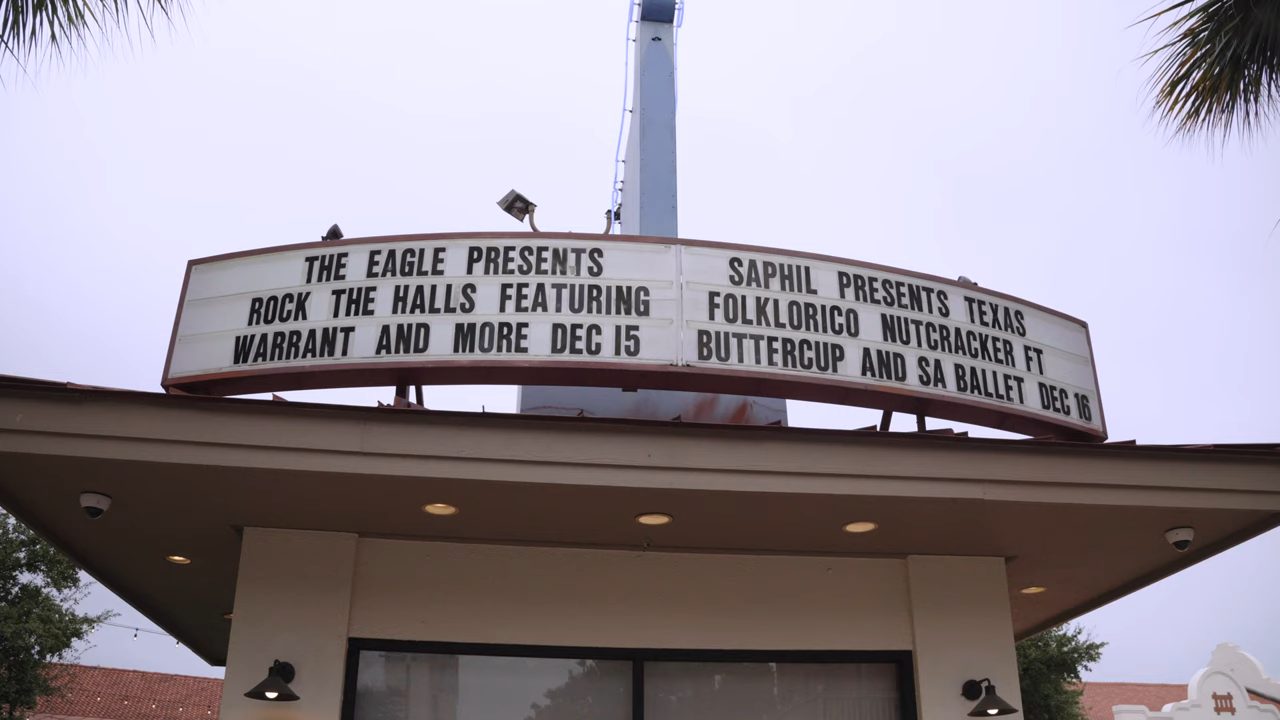 THE EAGLE PRESENTS
ROCK THE HALLS FEATURING
WARRANT AND MORE DEC 15
SAPHIL PRESENTS TEXAS
FOLKLORICO NUTCRACKER FT
BUTTERCUP AND SA BALLET DEC 16